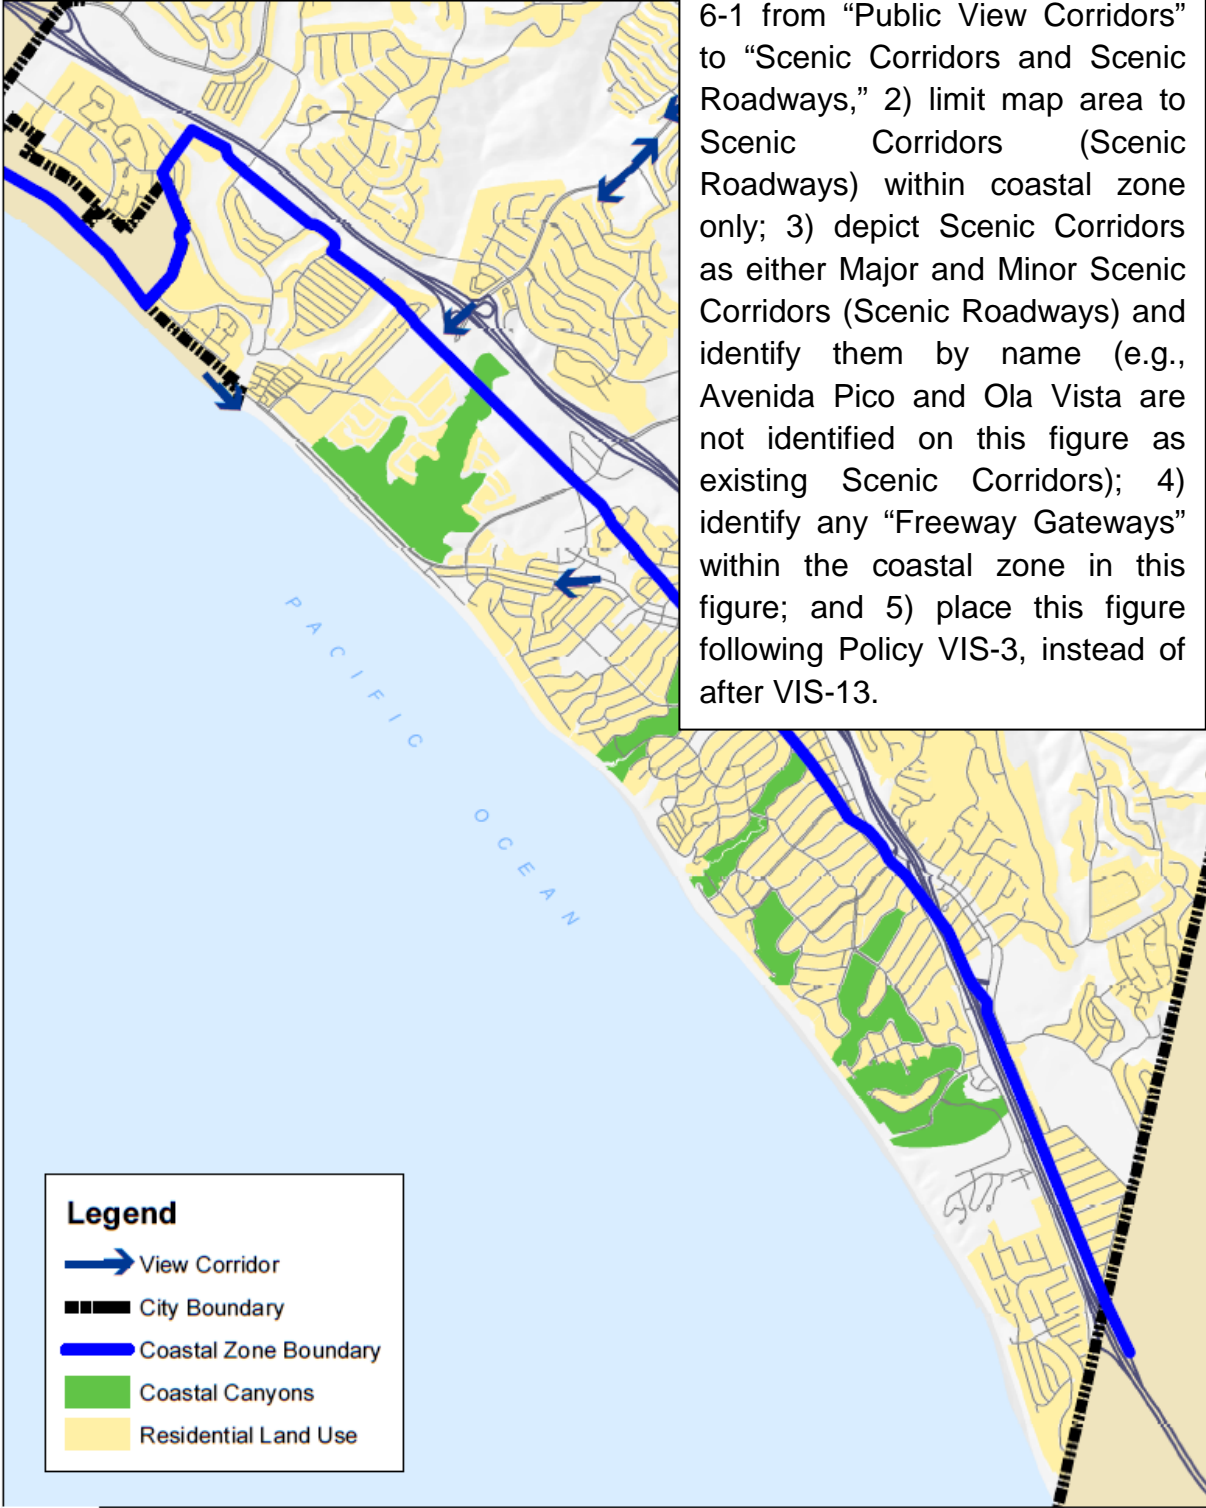 6-1 from “Public View Corridors”
to “Scenic Corridors and Scenic
Roadways,” 2) limit map area to
Scenic Corridors (Scenic
Roadways) within coastal zone
only; 3) depict Scenic Corridors
as either Major and Minor Scenic
Corridors (Scenic Roadways) and
identify them by name (e.g.,
Avenida Pico and Ola Vista are
not identified on this figure as
existing Scenic Corridors); 4)
identify any “Freeway Gateways”
within the coastal zone in this
figure; and 5) place this figure
following Policy VIS-3, instead of
after VIS-13.
PACIFIC OCEAN
Legend
View Corridor
City Boundary
Coastal Zone Boundary
Coastal Canyons
Residential Land Use